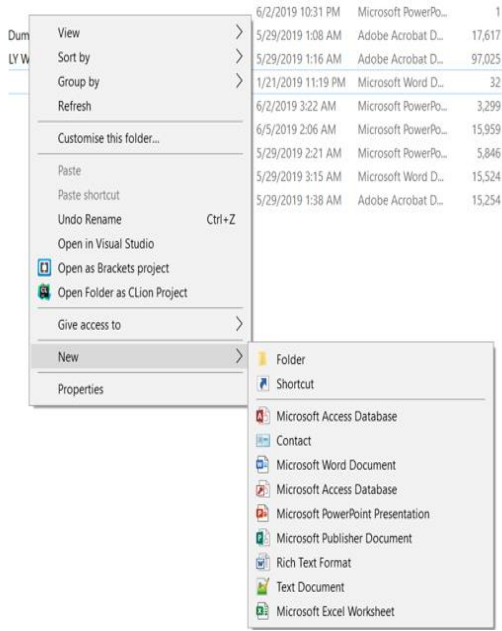 6/2/2019 10:31 PM Microsoft PowerPo... 1
Dum 5/29/2019 1:08 AM Adobe Acrobat D... 17,617
LY W 5/29/2019 1:16 AM Adobe Acrobat D... 97,025
1/21/2019 11:19 PM Microsoft Word D... 32
6/2/2019 3:22 AM Microsoft PowerPo... 3,299
6/5/2019 2:06 AM Microsoft PowerPo... 15,959
5/29/2019 2:21 AM Microsoft PowerPo... 5,846
5/29/2019 3:15 AM Microsoft Word D... 15,524
5/29/2019 1:38 AM Adobe Acrobat D... 15,254
View
Sort by
Group by
Refresh
Customise this folder...
Paste
Paste shortcut
Undo Rename Ctrl+Z
Open in Visual Studio
Open as Brackets project
Open Folder as CLion Project
Give access to
New
Properties
Folder
Shortcut
Microsoft Access Database
Contact
Microsoft Word Document
Microsoft Access Database
Microsoft PowerPoint Presentation
Microsoft Publisher Document
Rich Text Format
Text Document
Microsoft Excel Worksheet